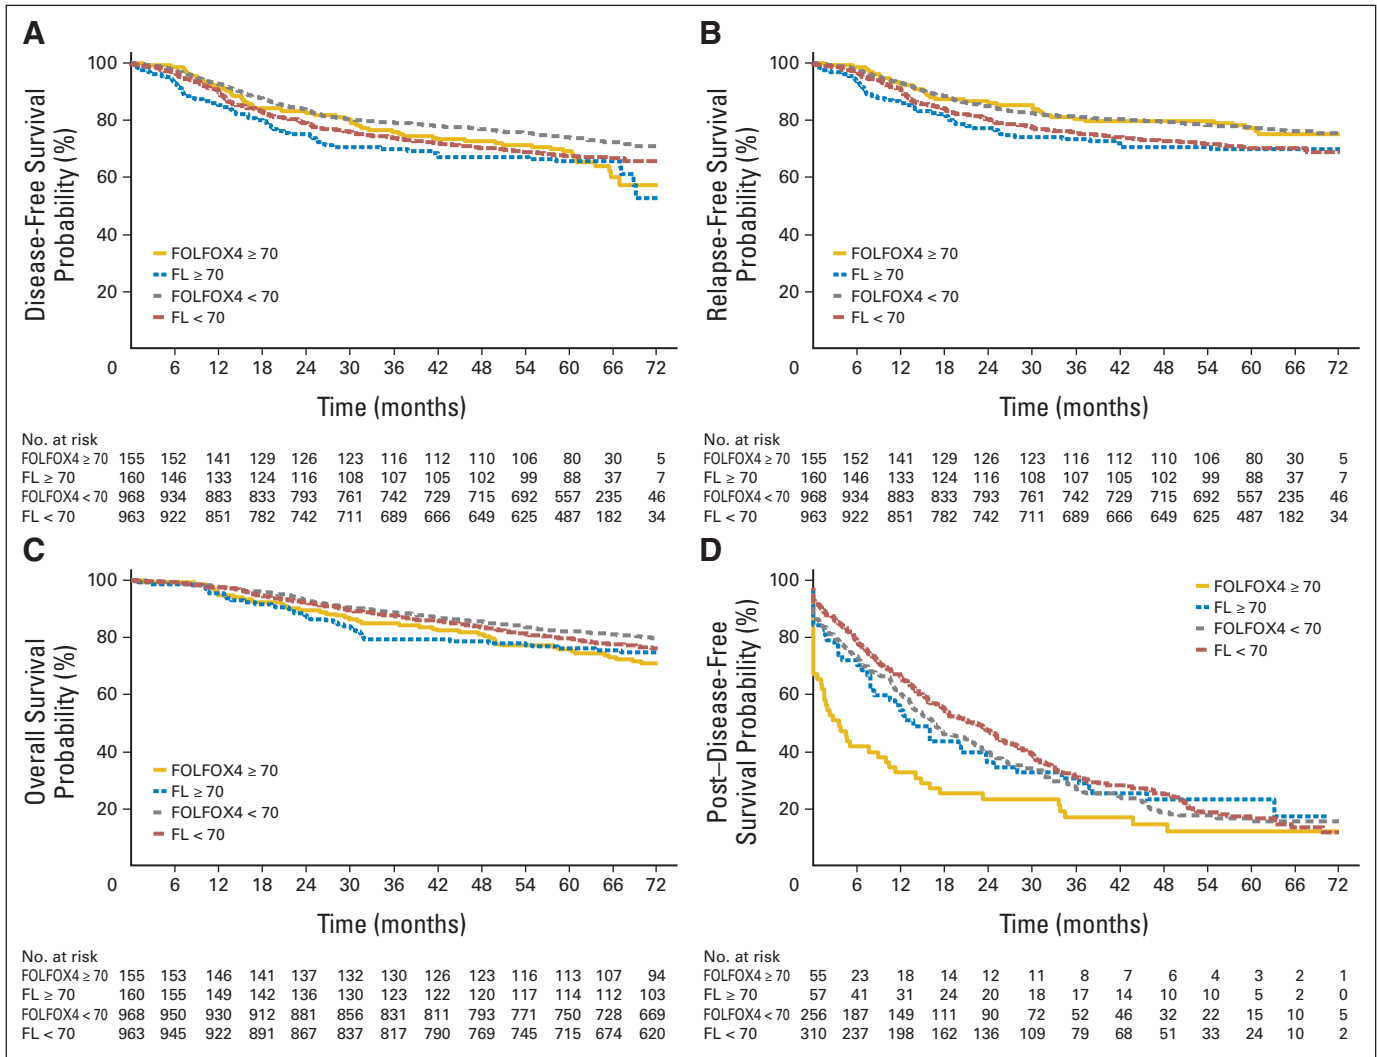 A
Disease-Free Survival
Probability (%)
100
80
60
40
20
0 6 12 18 24 30 36 42 48 54 60 66 72
FOLFOX4 ≥ 70
FL ≥ 70
FOLFOX4 < 70
FL < 70
Time (months)
No. at risk
FOLFOX4 ≥ 70 155 152 141 129 126 123 116 112 110 106 80 30 5
FL ≥ 70 160 146 133 124 116 108 107 105 102 99 88 37 7
FOLFOX4 < 70 968 934 883 833 793 761 742 729 715 692 557 235 46
FL < 70 963 922 851 782 742 711 689 666 649 625 487 182 34
B
Relapse-Free Survival
Probability (%)
100
80
60
40
20
0 6 12 18 24 30 36 42 48 54 60 66 72
FOLFOX4 ≥ 70
FL ≥ 70
FOLFOX4 < 70
FL < 70
Time (months)
No. at risk
FOLFOX4 ≥ 70 155 152 141 129 126 123 116 112 110 106 80 30 5
FL ≥ 70 160 146 133 124 116 108 107 105 102 99 88 37 7
FOLFOX4 < 70 968 934 883 833 793 761 742 729 715 692 557 235 46
FL < 70 963 922 851 782 742 711 689 666 649 625 487 182 34
C
Overall Survival
Probability (%)
100
80
60
40
20
0 6 12 18 24 30 36 42 48 54 60 66 72
FOLFOX4 ≥ 70
FL ≥ 70
FOLFOX4 < 70
FL < 70
Time (months)
No. at risk
FOLFOX4 ≥ 70 155 153 146 141 137 132 130 126 123 116 113 107 94
FL ≥ 70 160 155 149 142 136 130 123 122 120 117 114 112 103
FOLFOX4 < 70 968 950 930 912 881 856 831 811 793 771 750 728 669
FL < 70 963 945 922 891 867 837 817 790 769 745 715 674 620
D
Post–Disease-Free
Survival Probability (%)
100
80
60
40
20
0 6 12 18 24 30 36 42 48 54 60 66 72
FOLFOX4 ≥ 70
FL ≥ 70
FOLFOX4 < 70
FL < 70
Time (months)
No. at risk
FOLFOX4 ≥ 70 55 23 18 14 12 11 8 7 6 4 3 2 1
FL ≥ 70 57 41 31 24 20 18 17 14 10 10 5 2 0
FOLFOX4 < 70 256 187 149 111 90 72 52 46 32 22 15 10 5
FL < 70 310 237 198 162 136 109 79 68 51 33 24 10 2